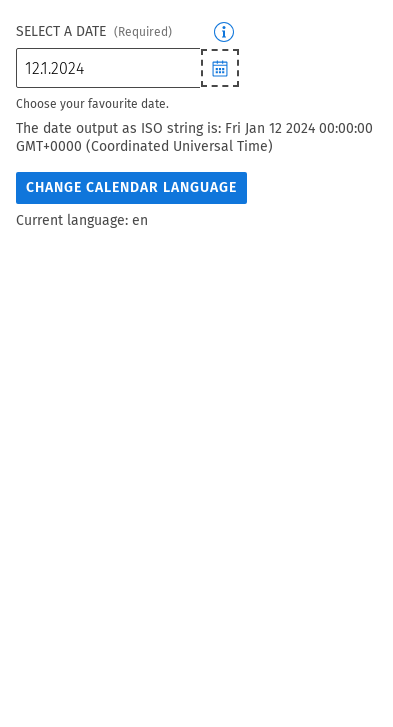 SELECT A DATE (Required)
12.1.2024
Choose your favourite date.
The date output as ISO string is: Fri Jan 12 2024 00:00:00
GMT+0000 (Coordinated Universal Time)
CHANGE CALENDAR LANGUAGE
Current language: en